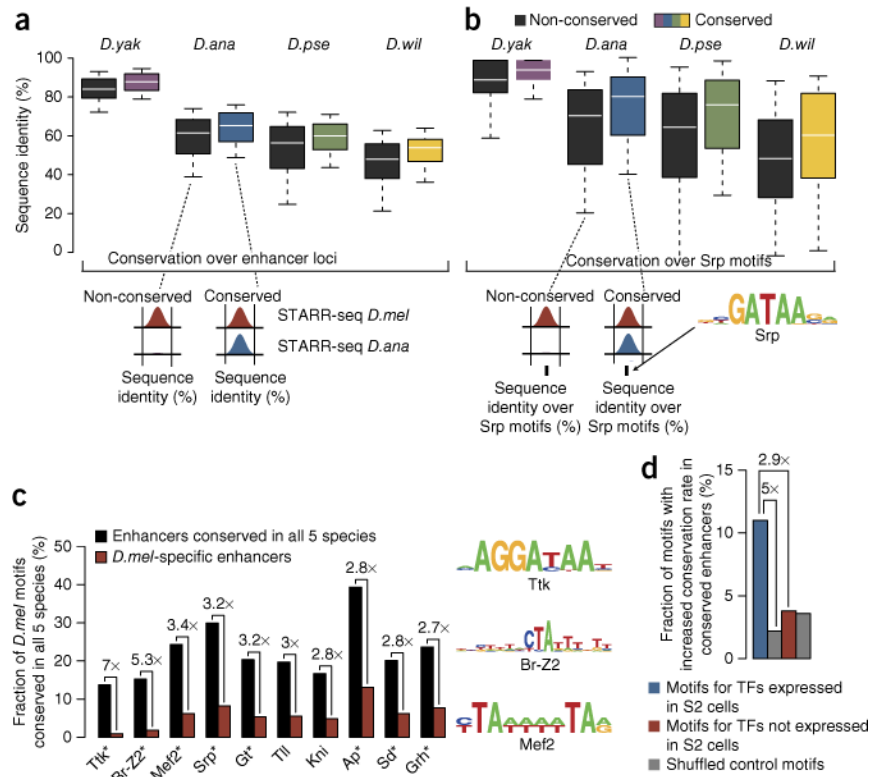 a
D.yak
D.ana
D.pse
D.wil
Sequence identity (%)
100
80
60
40
20
0
Conservation over enhancer loci
Non-conserved
Conserved
STARR-seq D.mel
STARR-seq D.ana
Sequence
identity (%)
Sequence
identity (%)
b
Non-conserved
Conserved
D.yak
D.ana
D.pse
D.wil
Conservation over Srp motifs
Non-conserved
Conserved
GATAA
Srp
Sequence
identity over
Srp motifs (%)
Sequence
identity over
Srp motifs (%)
c
Enhancers conserved in all 5 species
D.mel-specific enhancers
Fraction of D.mel motifs
conserved in all 5 species (%)
50
40
30
20
10
0
7×
5.3×
3.4×
3.2×
3.2×
3×
2.8×
2.8×
2.8×
2.7×
Ttk*
Br-Z2*
Mef2*
Srp*
Gt*
Tll
Kni
Ap*
Sd*
Grh*
AGGATAA
Ttk
CTATT
Br-Z2
CTAAAAATAG
Mef2
d
Fraction of motifs with
increased conservation rate in
conserved enhancers (%)
15
10
5
0
2.9×
5×
Motifs for TFs expressed
in S2 cells
Motifs for TFs not expressed
in S2 cells
Shuffled control motifs